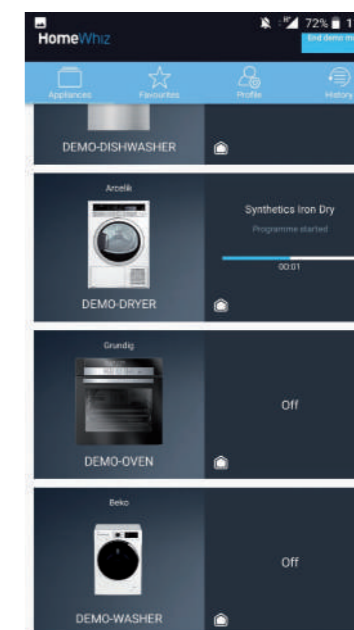 HomeWhiz
72% 1
End demo mo
Appliances
Favourites
Profile
History
DEMO-DISHWASHER
Arcelik
Synthetics Iron Dry
Programme started
00:01
DEMO-DRYER
Grundig
Off
DEMO-OVEN
Beko
Off
DEMO-WASHER